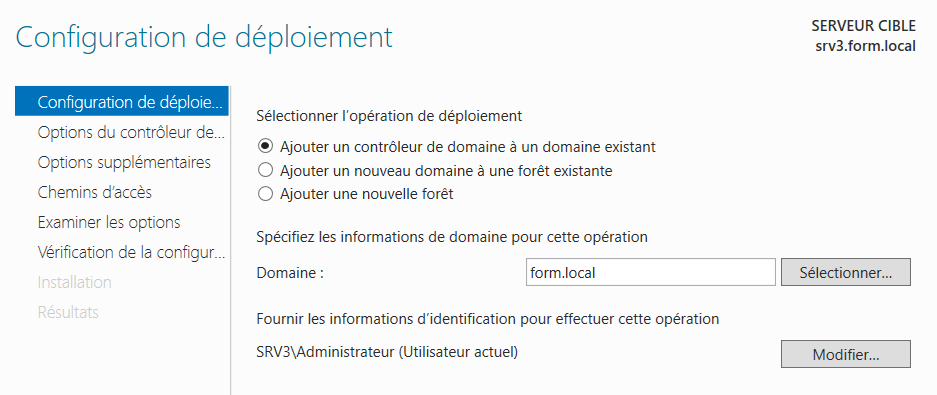 Configuration de déploiement
SERVEUR CIBLE
srv3.form.local
Configuration de déploie...
Options du contrôleur de...
Options supplémentaires
Chemins d'accès
Examiner les options
Vérification de la configur...
Installation
Résultats
Sélectionner l'opération de déploiement
Ajouter un contrôleur de domaine à un domaine existant
Ajouter un nouveau domaine à une forêt existante
Ajouter une nouvelle forêt
Spécifiez les informations de domaine pour cette opération
Domaine : form.local Sélectionner...
Fournir les informations d'identification pour effectuer cette opération
SRV3\Administrateur (Utilisateur actuel) Modifier...